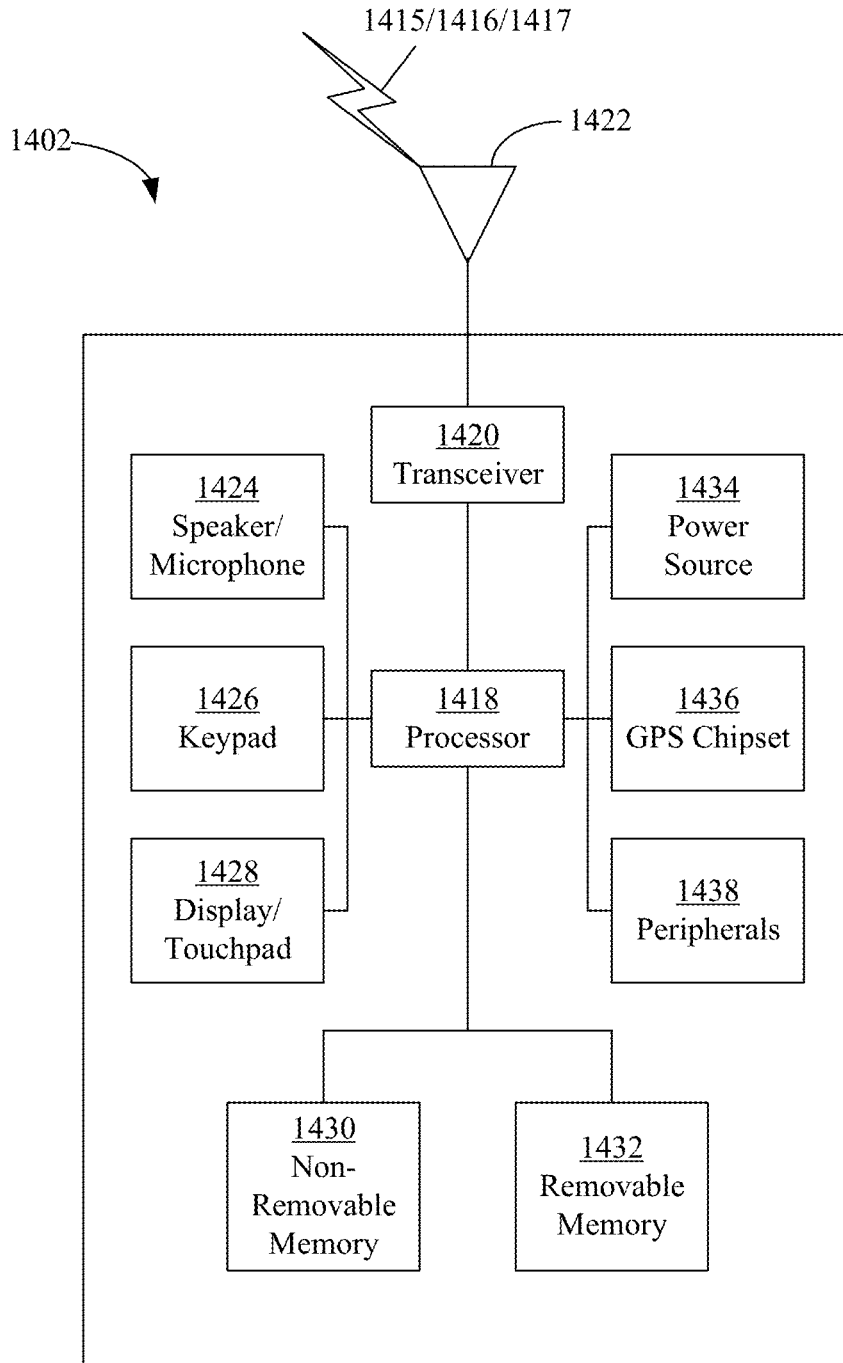 1415/1416/1417
1422
1402
1420
Transceiver
1424
Speaker/
Microphone
1434
Power
Source
1426
Keypad
1418
Processor
1436
GPS Chipset
1428
Display/
Touchpad
1438
Peripherals
1430
Non-
Removable
Memory
1432
Removable
Memory